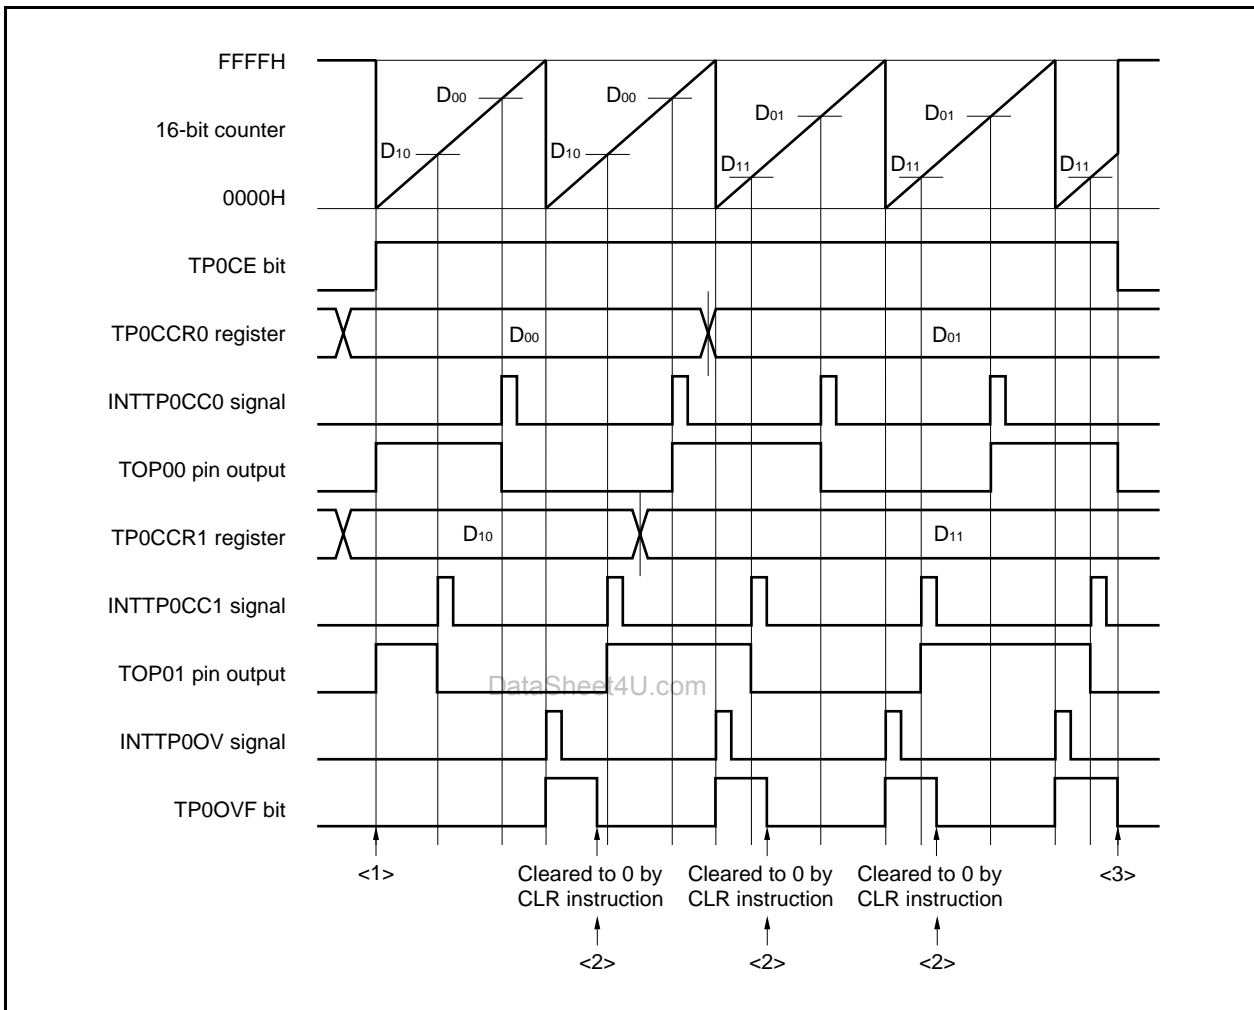 FFFFH
D00 D00
D01 D01
16-bit counter
D10 D10
D11 D11 D11
0000H
TP0CE bit
TP0CCR0 register D00 D01
INTTP0CC0 signal
TOP00 pin output
TP0CCR1 register D10 D11
INTTP0CC1 signal
TOP01 pin output
DataSheet4U.com
INTTP0OV signal
TP0OVF bit
<1> Cleared to 0 by Cleared to 0 by Cleared to 0 by <3>
CLR instruction CLR instruction CLR instruction
<2> <2> <2>